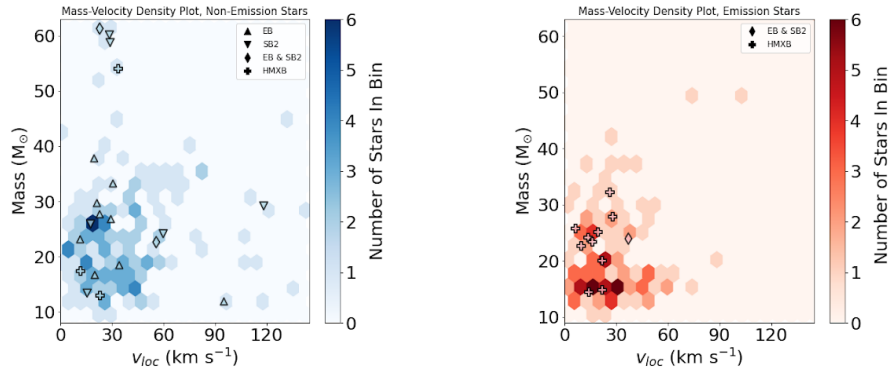 Mass-Velocity Density Plot, Non-Emission Stars
60
50
40
30
20
10
Mass (M⊙)
0
30
60
90
120
v_loc (km s⁻¹)
EB
SB2
EB & SB2
HMXB
6
5
4
3
2
1
0
Number of Stars In Bin
Mass-Velocity Density Plot, Emission Stars
60
50
40
30
20
10
Mass (M⊙)
0
30
60
90
120
v_loc (km s⁻¹)
EB & SB2
HMXB
6
5
4
3
2
1
0
Number of Stars In Bin